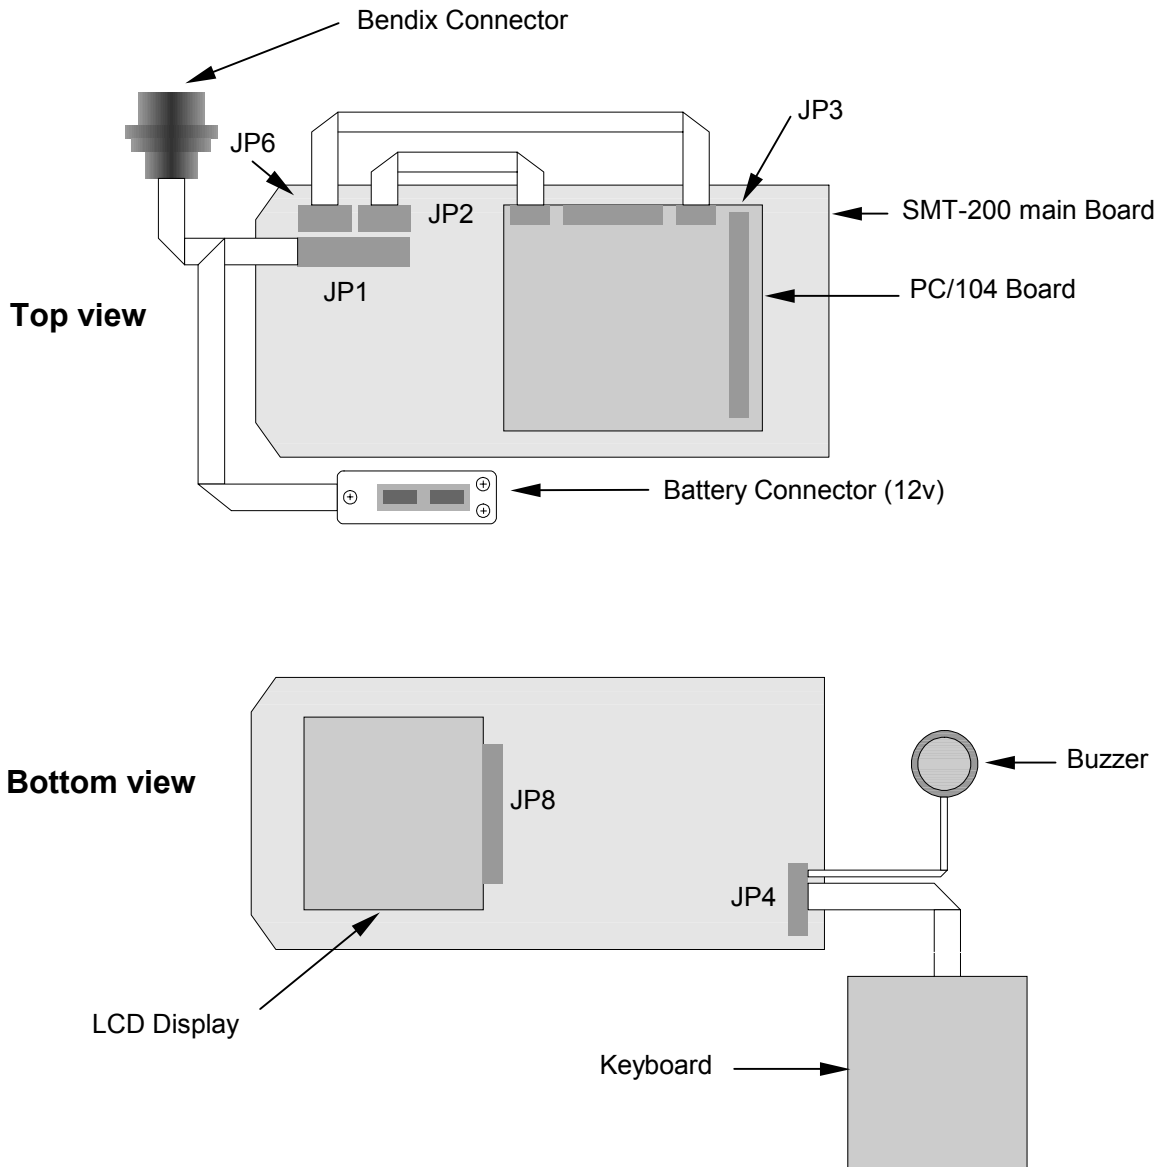 Bendix Connector
JP3
JP6
JP2
SMT-200 main Board
JP1
PC/104 Board
Top view
Battery Connector (12v)
Buzzer
Bottom view
JP8
JP4
LCD Display
Keyboard